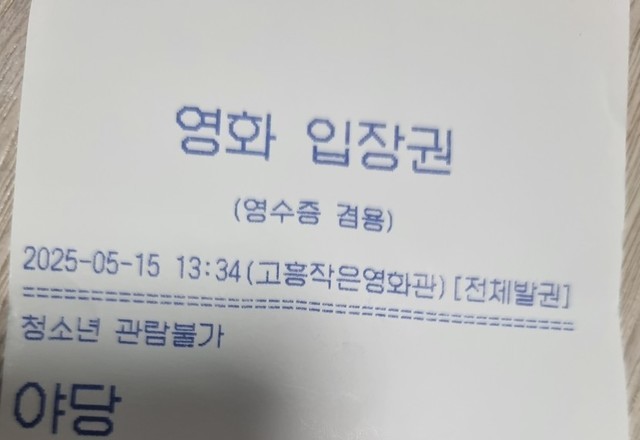 영화 입장권
(영수증 겸용)
2025-05-15 13:34(고흥작은영화관)[전체발권]
================================================
청소년 관람불가
야당